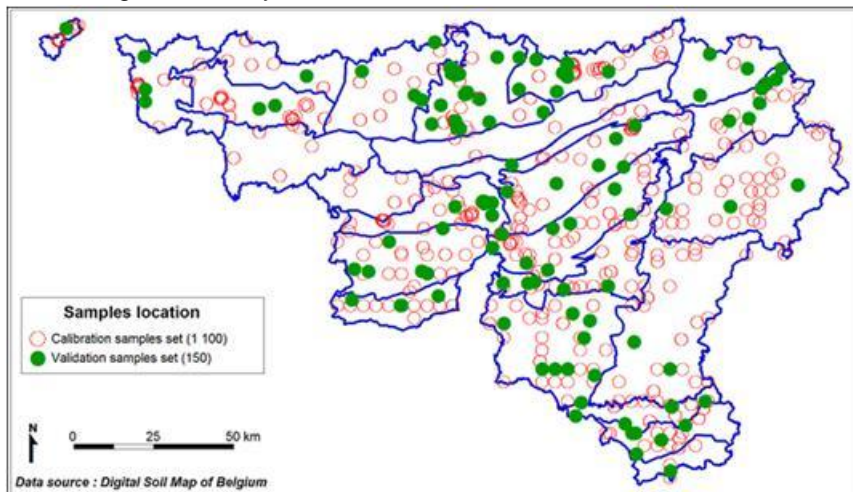 Samples location
Calibration samples set (1 100)
Validation samples set (150)
N
0 25 50 km
Data source : Digital Soil Map of Belgium